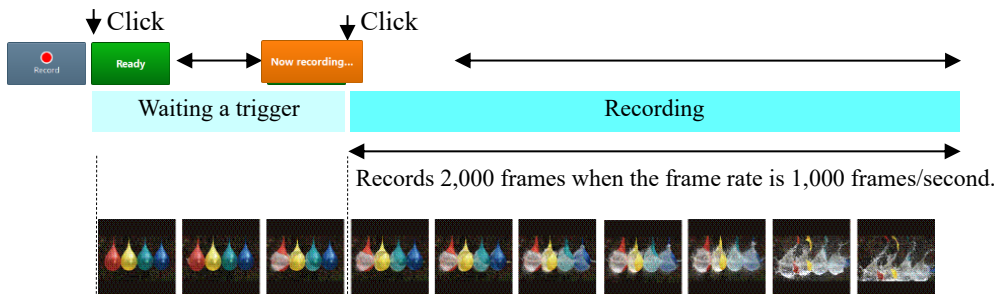 Click
Click
Record
Ready
Now recording...
Waiting a trigger
Recording
Records 2,000 frames when the frame rate is 1,000 frames/second.